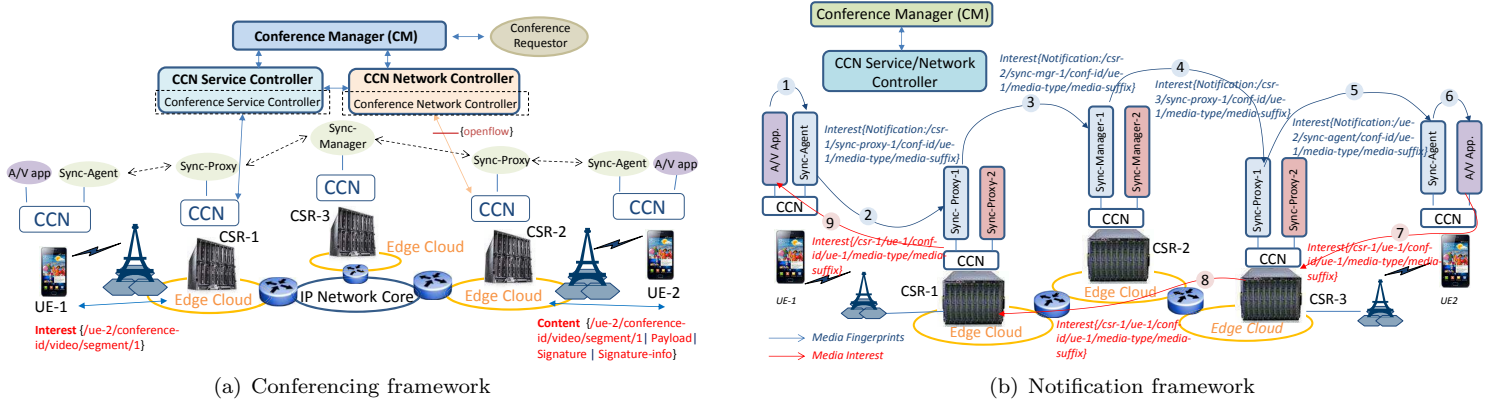 Conference Manager (CM)
Conference
Requestor
CCN Service Controller
Conference Service Controller
CCN Network Controller
Conference Network Controller
{openflow}
Sync-
Manager
A/V app
Sync-Agent
Sync-Proxy
Sync-Proxy
Sync-Agent
A/V app
CCN
CCN
CCN
CCN
CCN
CSR-1
CSR-3
CSR-2
Edge Cloud
Edge Cloud
IP Network Core
Edge Cloud
UE-1
UE-2
Interest {/ue-2/conference-
id/video/segment/1}
Content {/ue-2/conference-
id/video/segment/1| Payload|
Signature | Signature-info}
(a) Conferencing framework
Conference Manager (CM)
CCN Service/Network
Controller
1
A/V App.
Sync-Agent
CCN
2
Interest{Notification:/csr-
1/sync-proxy-1/conf-id/ue-
1/media-type/media-suffix}
3
Sync-Proxy-1
Sync-Proxy-2
CCN
Interest{Notification:/csr-
2/sync-mgr-1/conf-id/ue-
1/media-type/media-suffix}
4
Sync-Manager-1
Sync-Manager-2
CCN
Interest{Notification:/csr-
3/sync-proxy-1/conf-id/ue-
1/media-type/media-suffix}
5
Sync-Proxy-1
Sync-Proxy-2
CCN
Interest{Notification:/ue-
2/sync-agent/conf-id/ue-
1/media-type/media-suffix}
6
Sync-Agent
A/V App.
CCN
7
Interest{/csr-1/ue-1/conf-
id/ue-1/media-type/media-
suffix}
8
Interest{/csr-1/ue-1/conf-
id/ue-1/media-type/media-
suffix}
9
Interest{/csr-1/ue-1/conf-
id/ue-1/media-type/media-
suffix}
UE-1
CSR-1
Edge Cloud
CSR-2
Edge Cloud
CSR-3
Edge Cloud
UE2
Media Fingerprints
Media Interest
(b) Notification framework